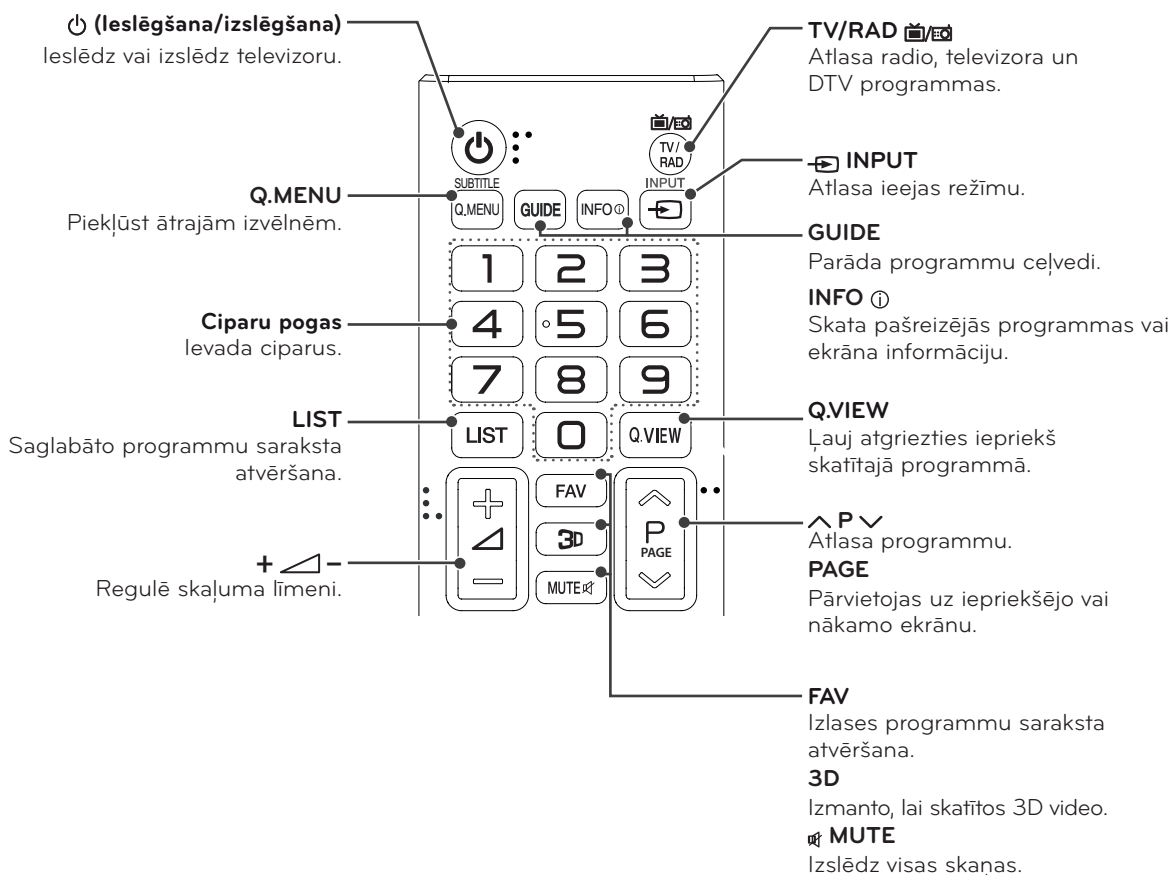 (Ieslēgšana/izslēgšana)
Ieslēdz vai izslēdz televizoru.
Q.MENU
Piekļūst ātrajām izvēlnēm.
Ciparu pogas
Ievada ciparus.
LIST
Saglabāto programmu saraksta
atvēršana.
+ -
Regulē skaļuma līmeni.
TV/
RAD
SUBTITLE
INPUT
Q.MENU
GUIDE
INFO
1
2
3
4
5
6
7
8
9
LIST
0
Q.VIEW
FAV
P
PAGE
3D
MUTE
TV/RAD
Atlasa radio, televizora un
DTV programmas.
INPUT
Atlasa ieejas režīmu.
GUIDE
Parāda programmu ceļvedi.
INFO
Skata pašreizējās programmas vai
ekrāna informāciju.
Q.VIEW
Ļauj atgriezties iepriekš
skatītajā programmā.
P
Atlasa programmu.
PAGE
Pārvietojas uz iepriekšējo vai
nākamo ekrānu.
FAV
Izlases programmu saraksta
atvēršana.
3D
Izmanto, lai skatītos 3D video.
MUTE
Izslēdz visas skaņas.